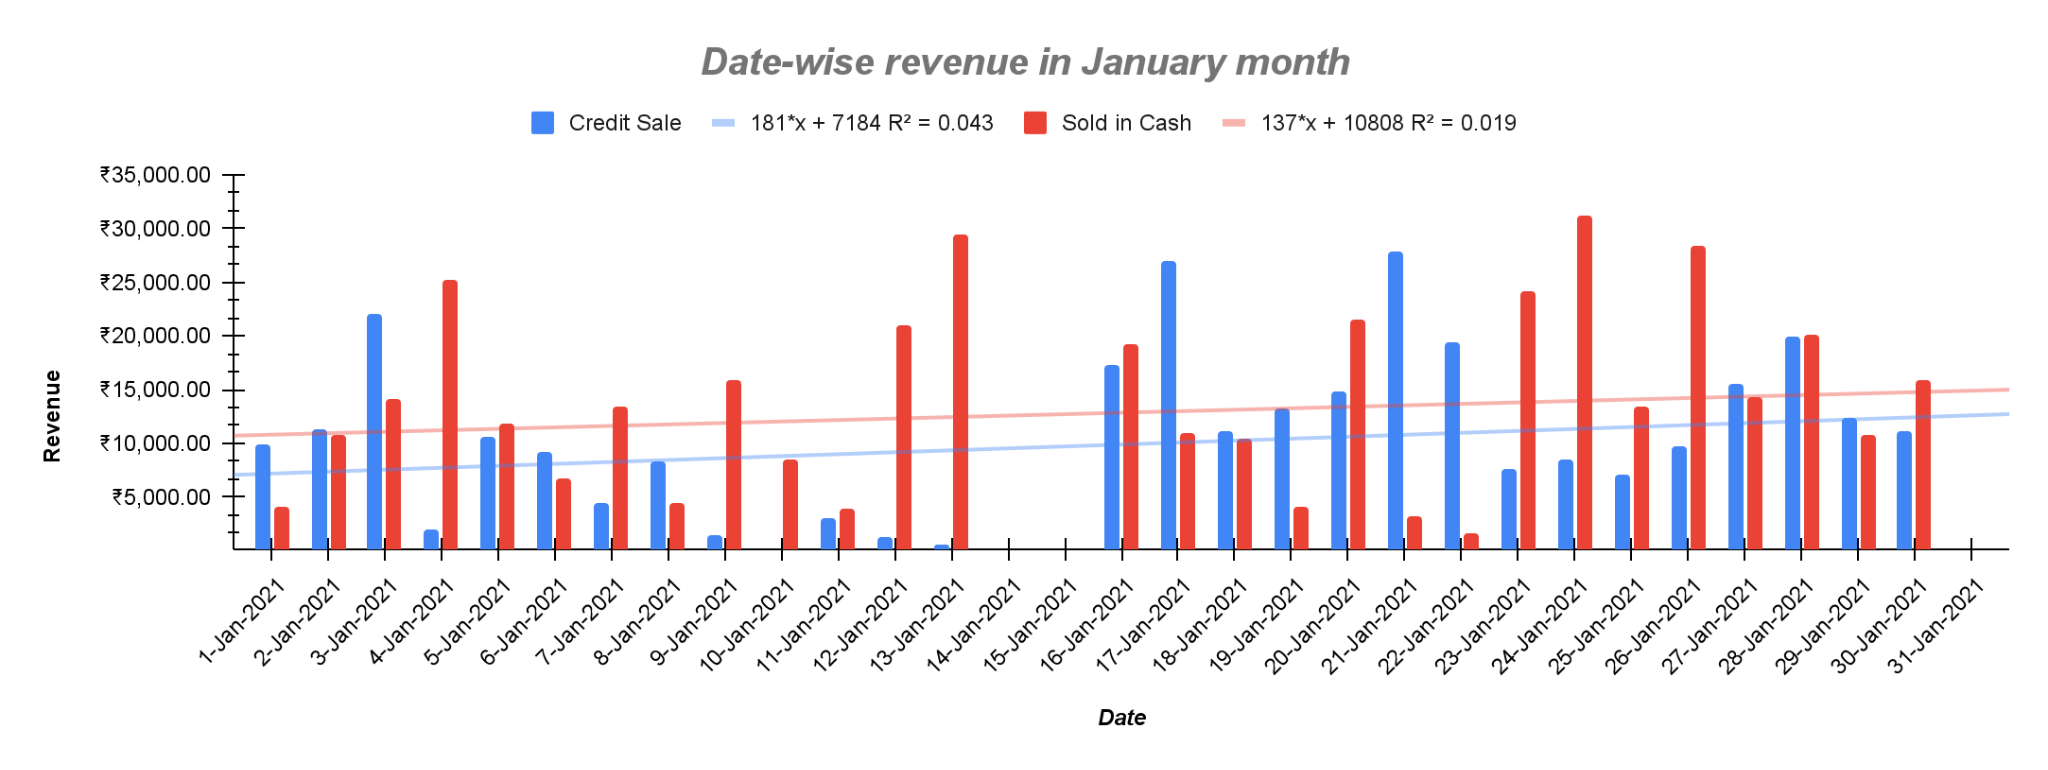 Date-wise revenue in January month
Credit Sale 181*x + 7184 R² = 0.043 Sold in Cash 137*x + 10808 R² = 0.019
₹35,000.00
₹30,000.00
₹25,000.00
₹20,000.00
₹15,000.00
₹10,000.00
₹5,000.00
Revenue
1-Jan-2021
2-Jan-2021
3-Jan-2021
4-Jan-2021
5-Jan-2021
6-Jan-2021
7-Jan-2021
8-Jan-2021
9-Jan-2021
10-Jan-2021
11-Jan-2021
12-Jan-2021
13-Jan-2021
14-Jan-2021
15-Jan-2021
16-Jan-2021
17-Jan-2021
18-Jan-2021
19-Jan-2021
20-Jan-2021
21-Jan-2021
22-Jan-2021
23-Jan-2021
24-Jan-2021
25-Jan-2021
26-Jan-2021
27-Jan-2021
28-Jan-2021
29-Jan-2021
30-Jan-2021
31-Jan-2021
Date